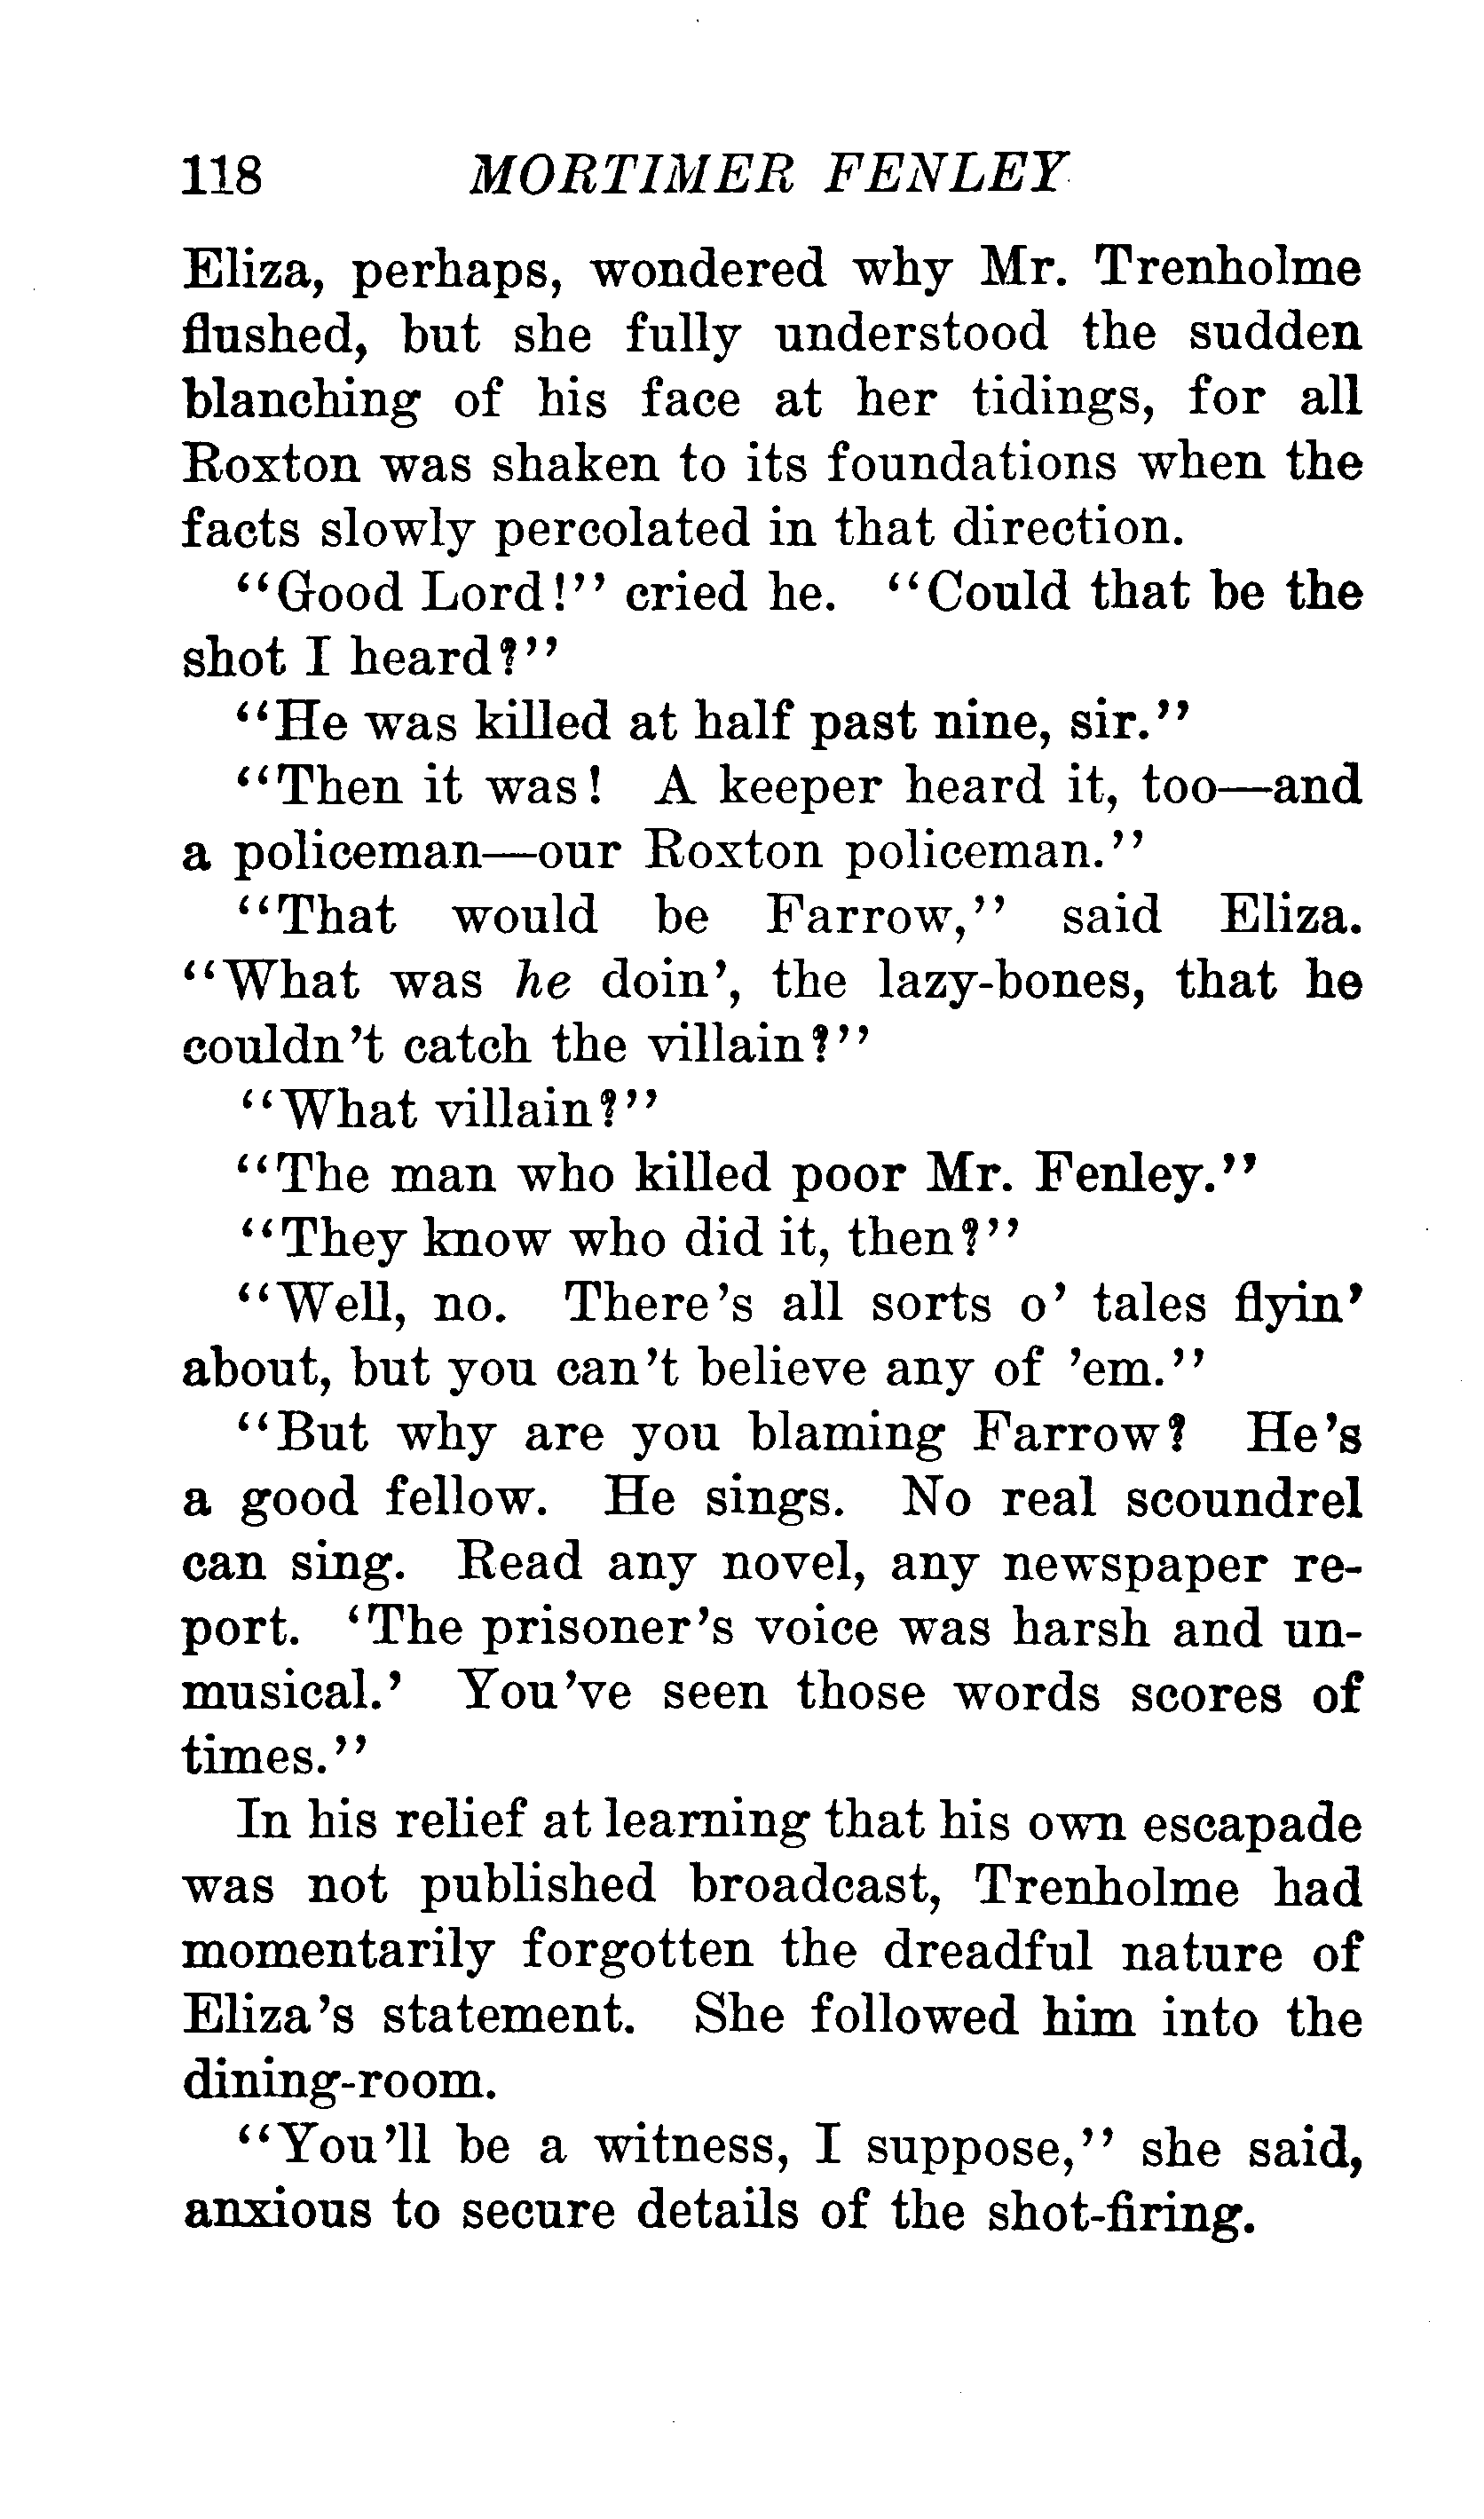 118 MORTIMER FENLEY
Eliza, perhaps, wondered why Mr. Trenholme
flushed, but she fully understood the sudden
blanching of his face at her tidings, for all
Roxton was shaken to its foundations when the
facts slowly percolated in that direction.
"Good Lord!" cried he. "Could that be the
shot I heard?"
"He was killed at half past nine, sir."
"Then it was! A keeper heard it, too—and
a policeman—our Roxton policeman."
"That would be Farrow," said Eliza.
"What was he doin', the lazy-bones, that he
couldn't catch the villain?"
"What villain?"
"The man who killed poor Mr. Fenley."
"They know who did it, then?"
"Well, no. There's all sorts o' tales flyin'
about, but you can't believe any of 'em."
"But why are you blaming Farrow? He's
a good fellow. He sings. No real scoundrel
can sing. Read any novel, any newspaper re-
port. 'The prisoner's voice was harsh and un-
musical.' You've seen those words scores of
times."
In his relief at learning that his own escapade
was not published broadcast, Trenholme had
momentarily forgotten the dreadful nature of
Eliza's statement. She followed him into the
dining-room.
"You'll be a witness, I suppose," she said,
anxious to secure details of the shot-firing.